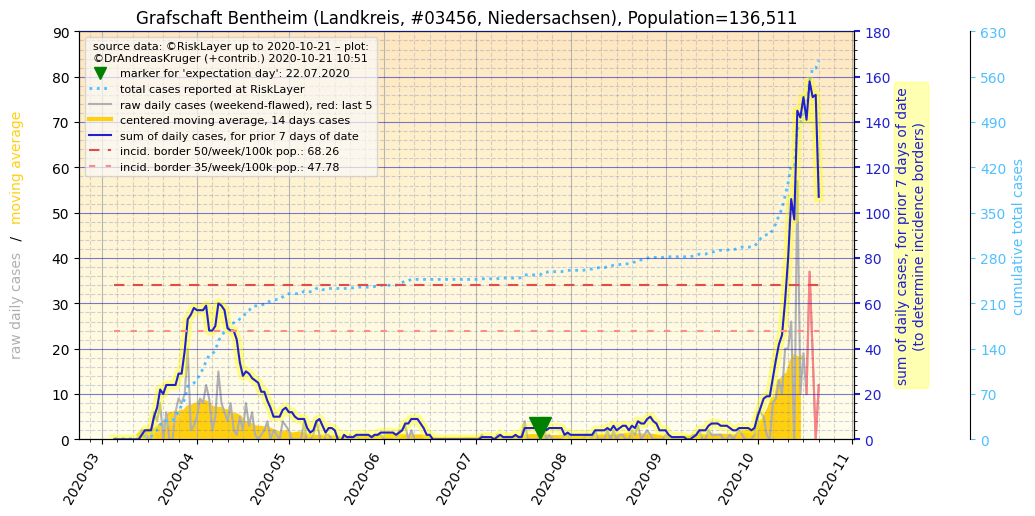 Grafschaft Bentheim (Landkreis, #03456, Niedersachsen), Population=136,511
source data: ©RiskLayer up to 2020-10-21 – plot:
©DrAndreasKruger (+contrib.) 2020-10-21 10:51
marker for 'expectation day': 22.07.2020
total cases reported at RiskLayer
raw daily cases (weekend-flawed), red: last 5
centered moving average, 14 days cases
sum of daily cases, for prior 7 days of date
incid. border 50/week/100k pop.: 68.26
incid. border 35/week/100k pop.: 47.78
raw daily cases / moving average
90
80
70
60
50
40
30
20
10
0
2020-03
2020-04
2020-05
2020-06
2020-07
2020-08
2020-09
2020-10
2020-11
180
160
140
120
100
80
60
40
20
0
sum of daily cases, for prior 7 days of date
(to determine incidence borders)
630
560
490
420
350
280
210
140
70
0
cumulative total cases